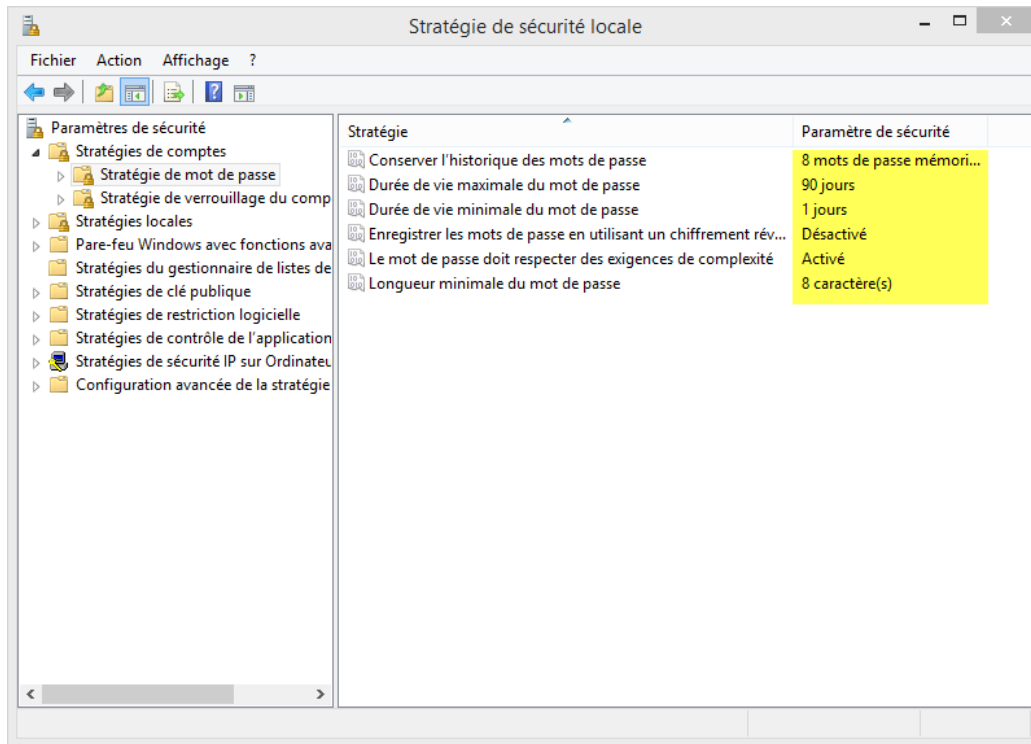 Stratégie de sécurité locale
Fichier Action Affichage ?
Paramètres de sécurité
Stratégies de comptes
Stratégie de mot de passe
Stratégie de verrouillage du comp
Stratégies locales
Pare-feu Windows avec fonctions ava
Stratégies du gestionnaire de listes de
Stratégies de clé publique
Stratégies de restriction logicielle
Stratégies de contrôle de l'application
Stratégies de sécurité IP sur Ordinateu
Configuration avancée de la stratégie
Stratégie Paramètre de sécurité
Conserver l'historique des mots de passe 8 mots de passe mémori...
Durée de vie maximale du mot de passe 90 jours
Durée de vie minimale du mot de passe 1 jours
Enregistrer les mots de passe en utilisant un chiffrement rév... Désactivé
Le mot de passe doit respecter des exigences de complexité Activé
Longueur minimale du mot de passe 8 caractère(s)